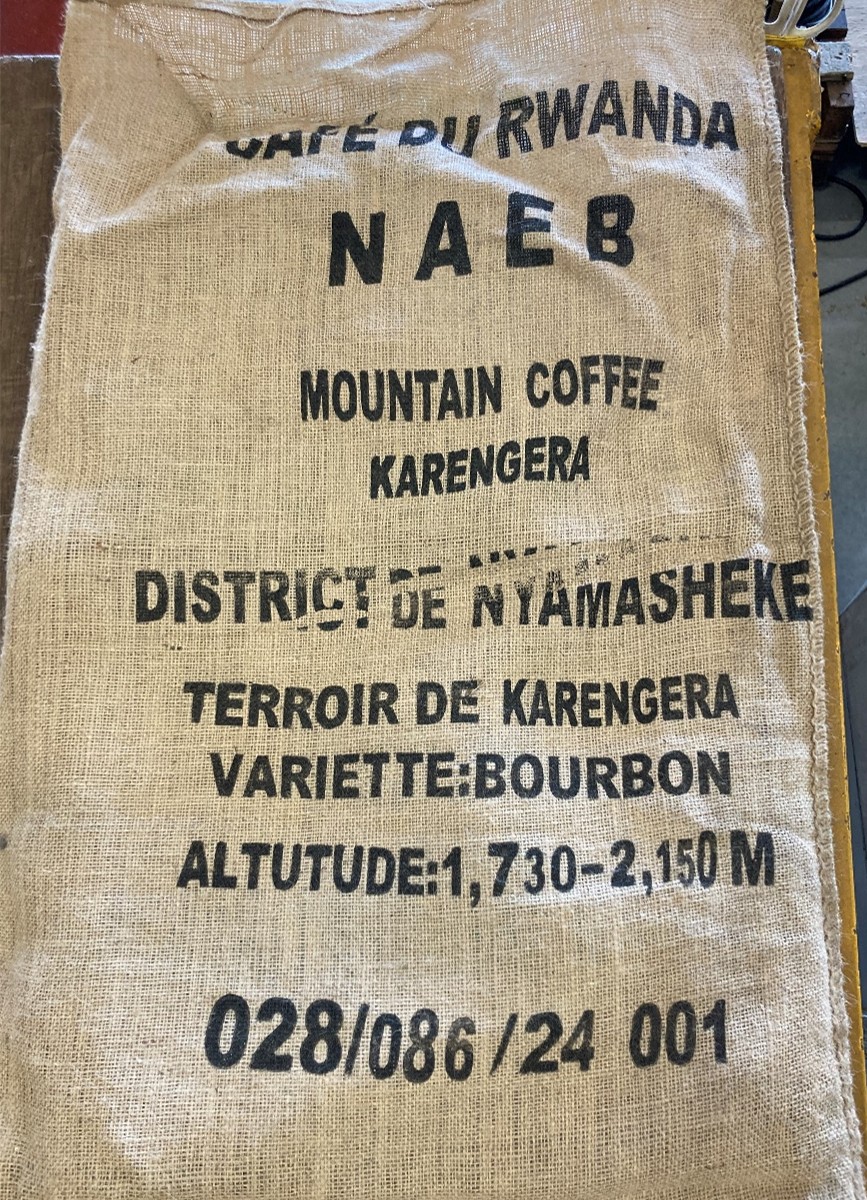 CAFÉ DU RWANDA
NAEB
MOUNTAIN COFFEE
KARENGERA
DISTRICT DE NYAMASHEKE
TERROIR DE KARENGERA
VARIETTE:BOURBON
ALTUTUDE:1,730-2,150 M
028/086/24 001